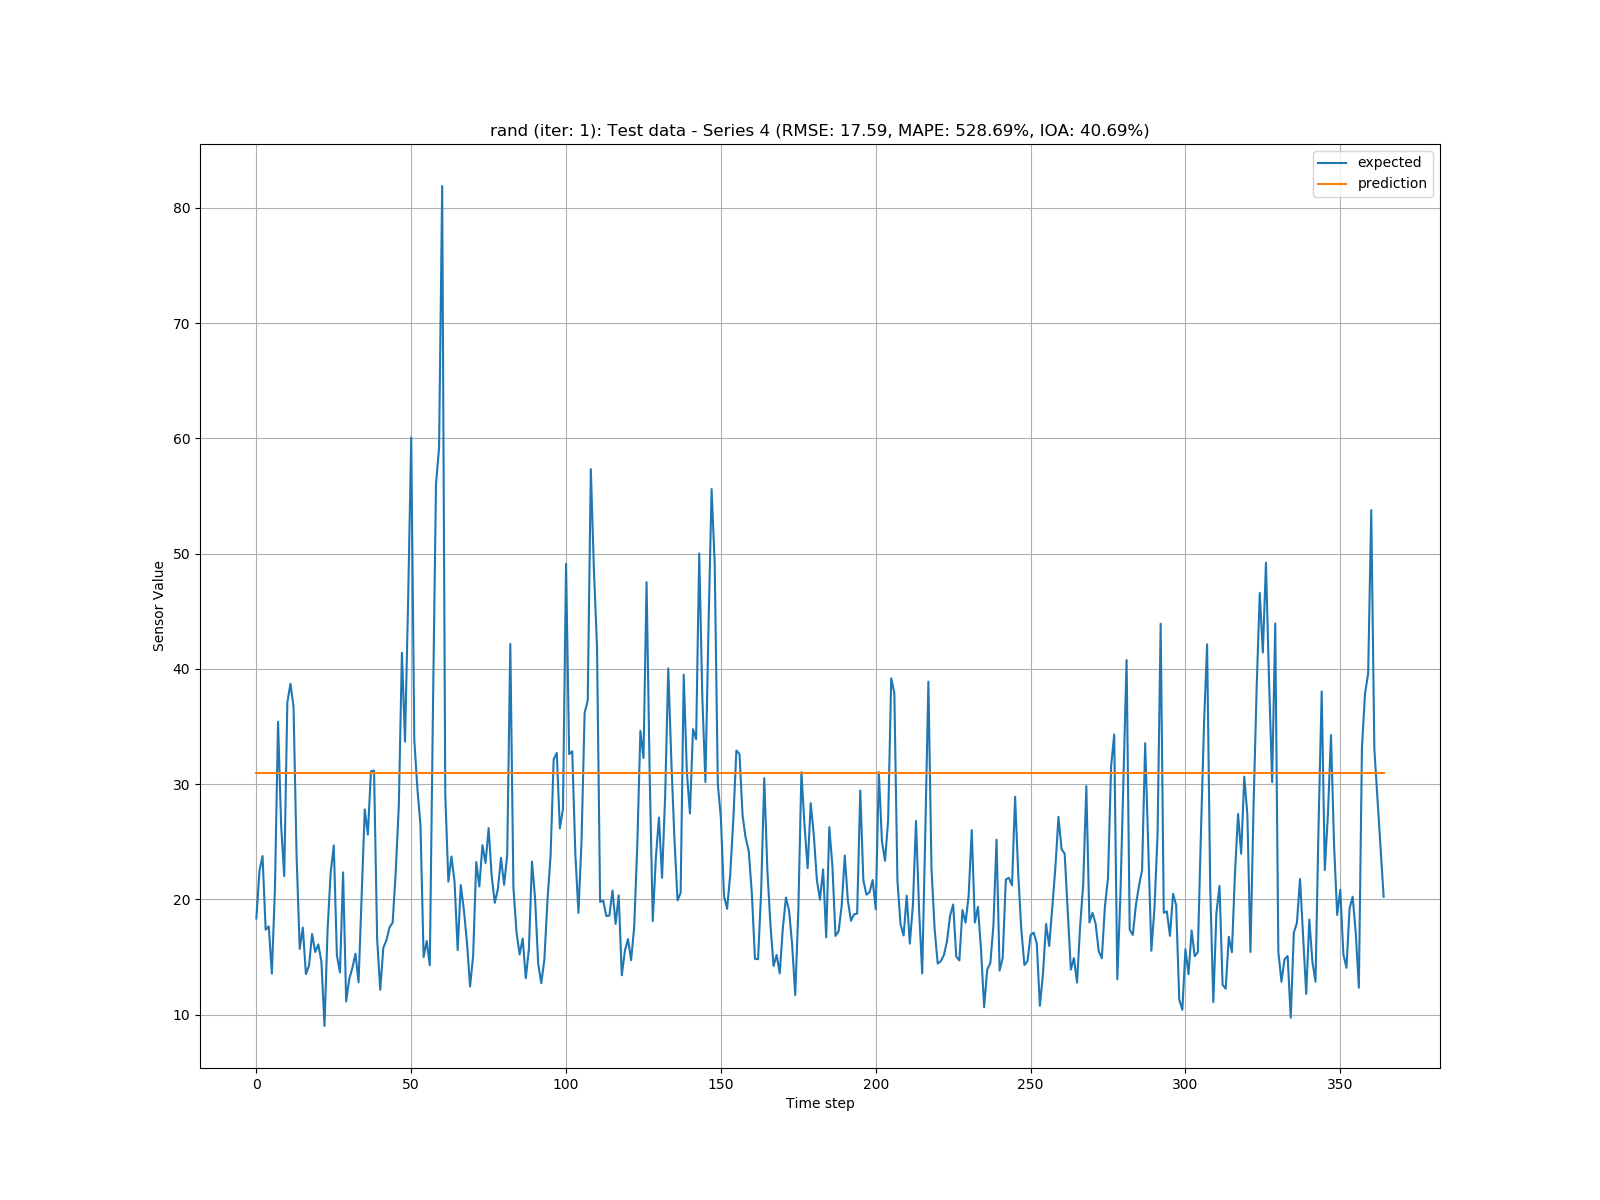 rand (iter: 1): Test data - Series 4 (RMSE: 17.59, MAPE: 528.69%, IOA: 40.69%)
expected
prediction
80
70
60
50
40
30
20
10
Sensor Value
0 50 100 150 200 250 300 350
Time step